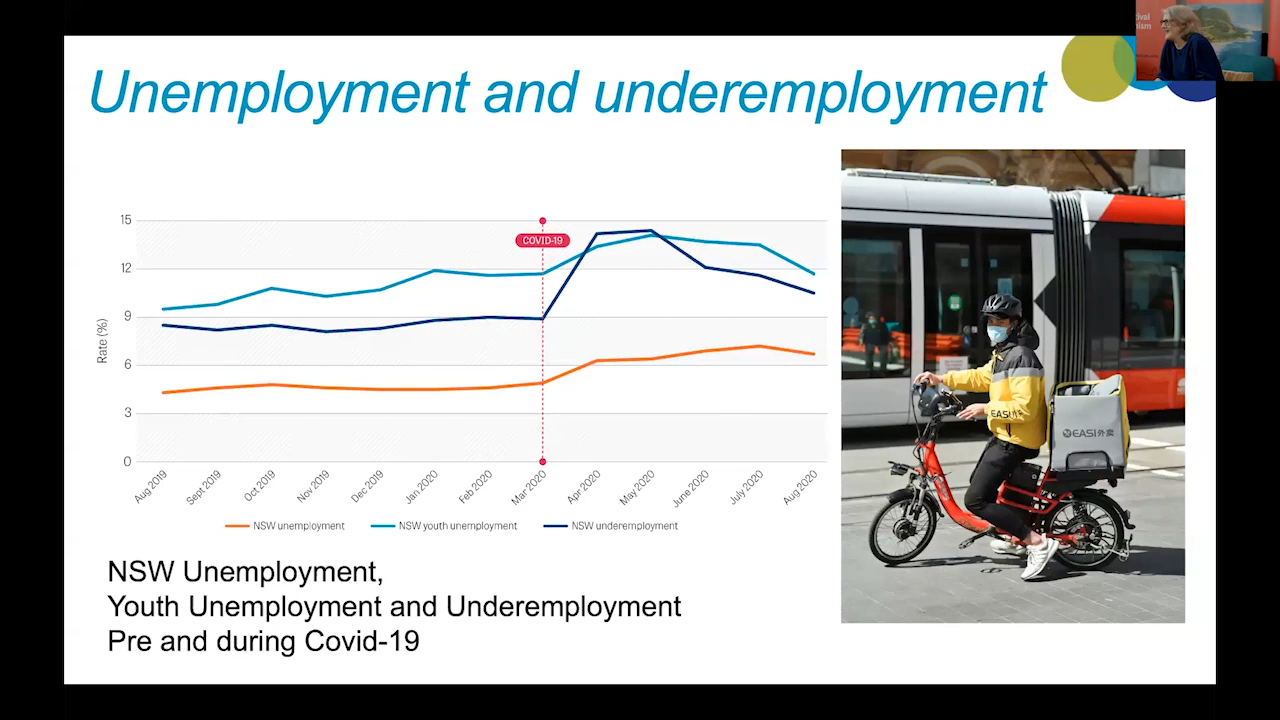 Unemployment and underemployment
15
12
9
6
3
0
Rate (%)
COVID-19
Aug 2019
Sept 2019
Oct 2019
Nov 2019
Dec 2019
Jan 2020
Feb 2020
Mar 2020
Apr 2020
May 2020
June 2020
July 2020
Aug 2020
NSW unemployment
NSW youth unemployment
NSW underemployment
EASI
EASI外卖
NSW Unemployment,
Youth Unemployment and Underemployment
Pre and during Covid-19